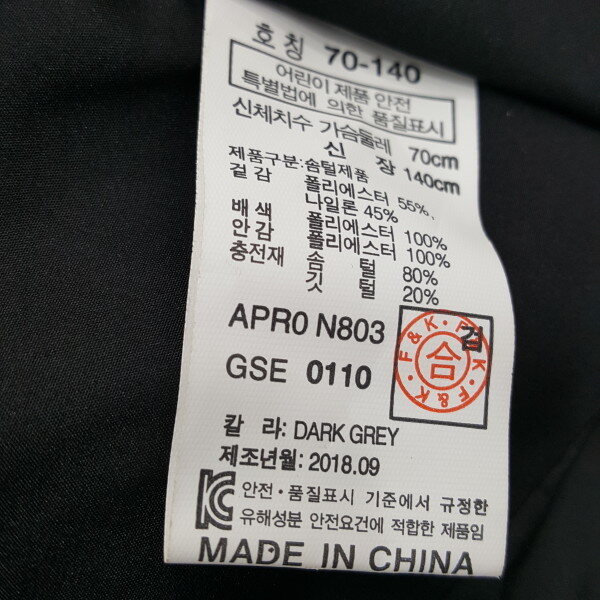 호 칭 70-140
어린이 제품 안전
특별법에 의한 품질표시
신체치수 가슴둘레 70cm
신 장 140cm
제품구분:솜털제품
겉 감 폴리에스터 55%,
나일론 45%
배 색 폴리에스터 100%
안 감 폴리에스터 100%
충전재 솜 털 80%
깃 털 20%
APR0 N803
GSE 0110
검
합
F & K · F & K · F & K
칼 라: DARK GREY
제조년월: 2018.09
KC 안전·품질표시 기준에서 규정한
유해성분 안전요건에 적합한 제품임
MADE IN CHINA